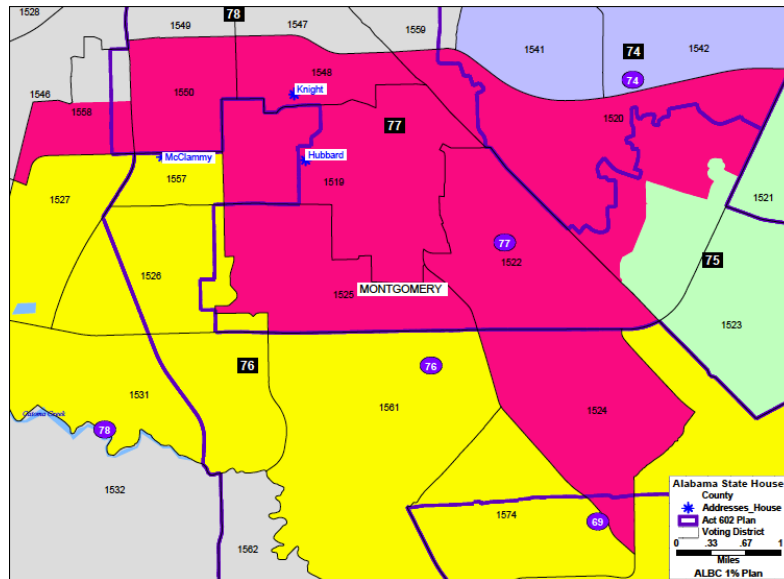 1528
78
1549
1547
1559
1541
74
1542
1548
74
1546
1550
Knight
1558
1520
77
McClammy
Hubbard
1557
1519
1527
1521
77
1526
1522
75
MONTGOMERY
1525
1523
76
76
1531
1561
1524
Catoma Creek
78
1532
1574
69
1562
Alabama State House
County
Addresses_House
Act 602 Plan
Voting District
0 .33 .67 1
Miles
ALBC 1% Plan